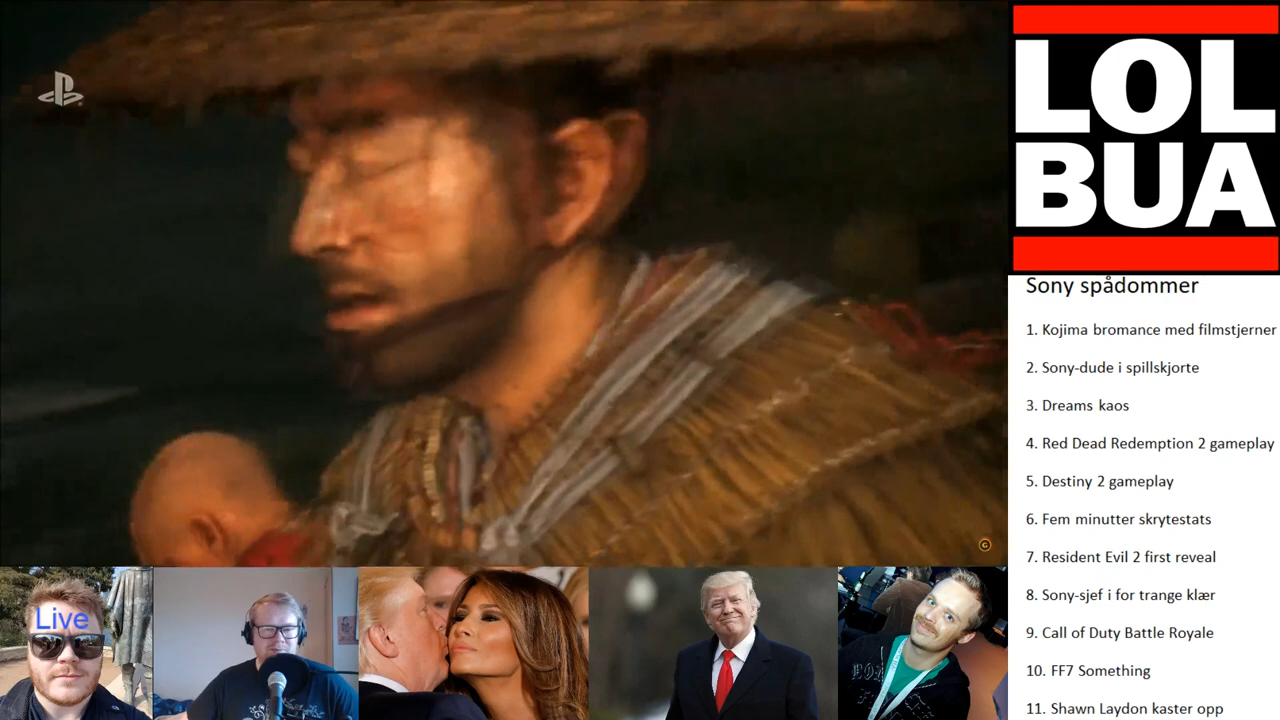 LOL
BUA
Sony spådommer
1. Kojima bromance med filmstjerner
2. Sony-dude i spillskjorte
3. Dreams kaos
4. Red Dead Redemption 2 gameplay
5. Destiny 2 gameplay
6. Fem minutter skrytestats
7. Resident Evil 2 first reveal
8. Sony-sjef i for trange klær
9. Call of Duty Battle Royale
10. FF7 Something
11. Shawn Laydon kaster opp
Live